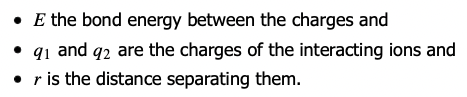 • E the bond energy between the charges and
• q₁ and q₂ are the charges of the interacting ions and
• r is the distance separating them.